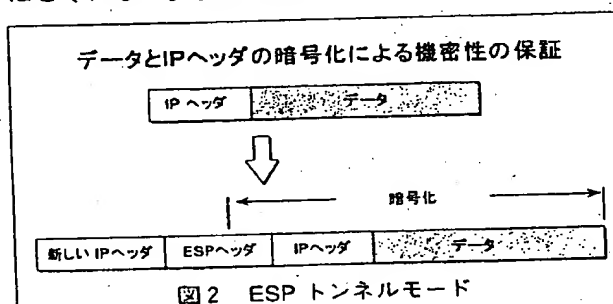 データとIPヘッダの暗号化による機密性の保証
IPヘッダ データ
暗号化
新しいIPヘッダ ESPヘッダ IPヘッダ データ
図2 ESPトンネルモード